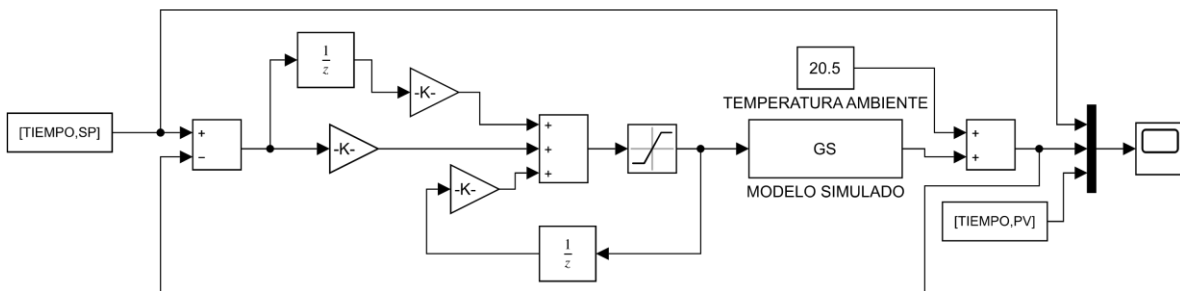 1
z
-K-
20.5
TEMPERATURA AMBIENTE
[TIEMPO,SP]
+
−
-K-
+
+
+
GS
MODELO SIMULADO
+
+
-K-
[TIEMPO,PV]
1
z